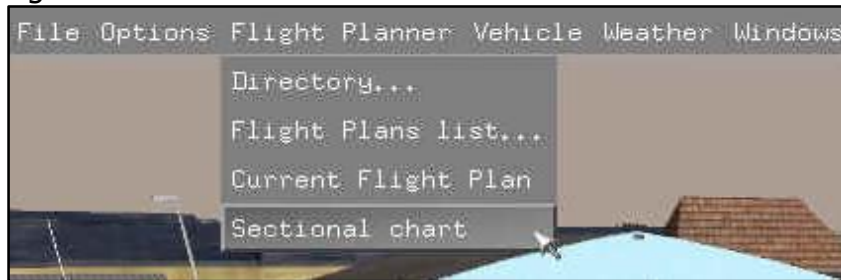 File Options Flight Planner Vehicle Weather Windows
Directory...
Flight Plans list...
Current Flight Plan
Sectional chart